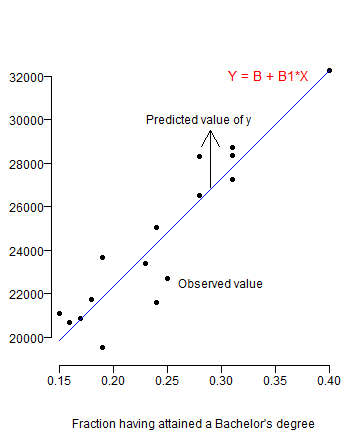 Y = B + B1*X
32000
Predicted value of y
30000
28000
26000
24000
Observed value
22000
20000
0.15 0.20 0.25 0.30 0.35 0.40
Fraction having attained a Bachelor's degree